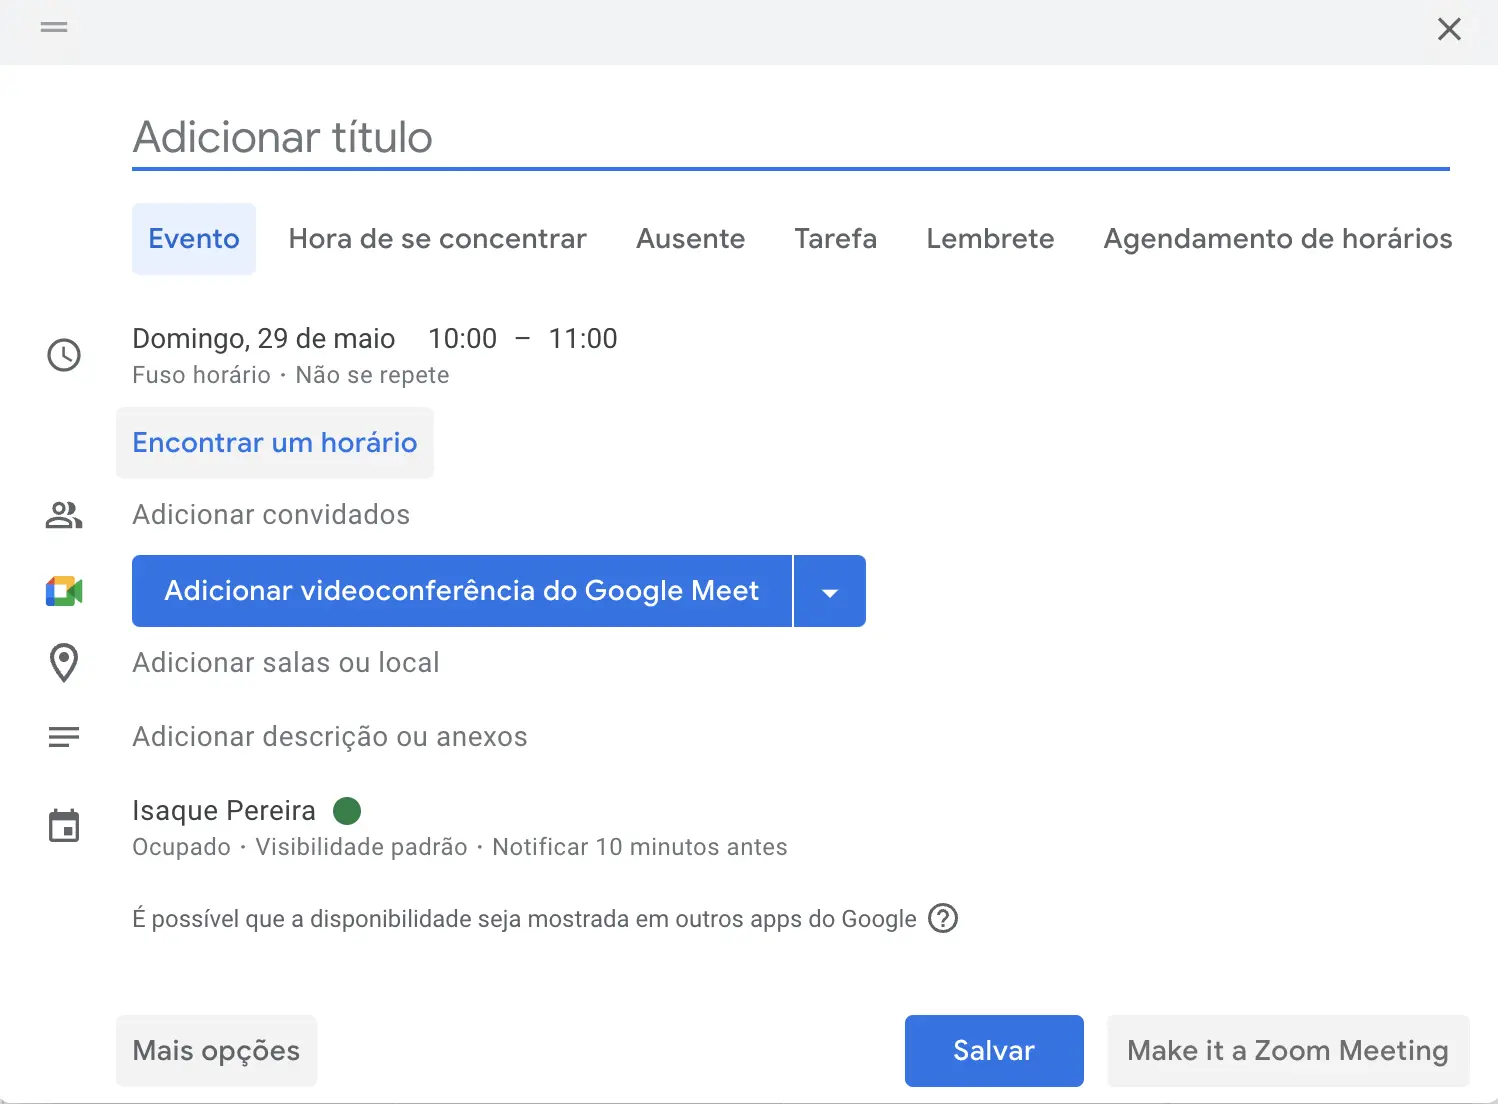 Adicionar título
Evento Hora de se concentrar Ausente Tarefa Lembrete Agendamento de horários
Domingo, 29 de maio 10:00 – 11:00
Fuso horário · Não se repete
Encontrar um horário
Adicionar convidados
Adicionar videoconferência do Google Meet
Adicionar salas ou local
Adicionar descrição ou anexos
Isaque Pereira
Ocupado · Visibilidade padrão · Notificar 10 minutos antes
É possível que a disponibilidade seja mostrada em outros apps do Google
Mais opções Salvar Make it a Zoom Meeting